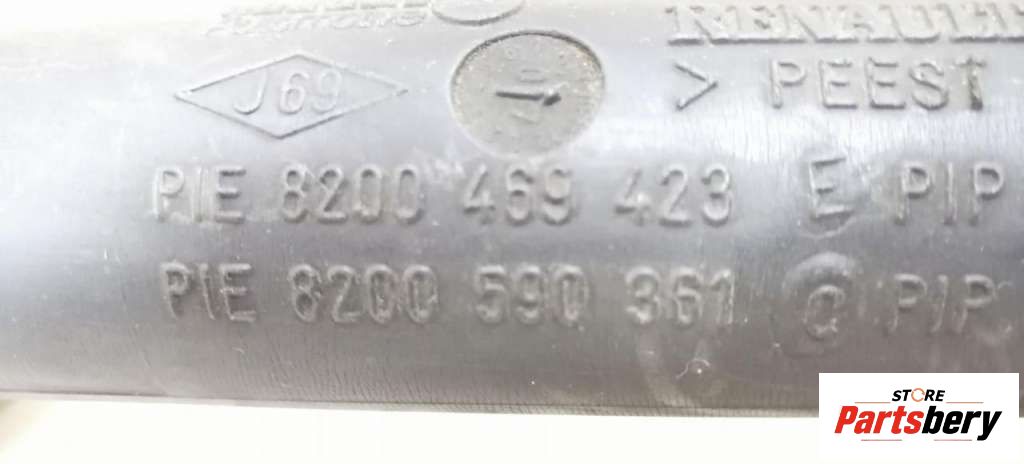 RENAULT
J69
> PEEST
PIE 8200 469 423 E PIP
PIE 8200 590 361 C PIP
STORE
Partsbery